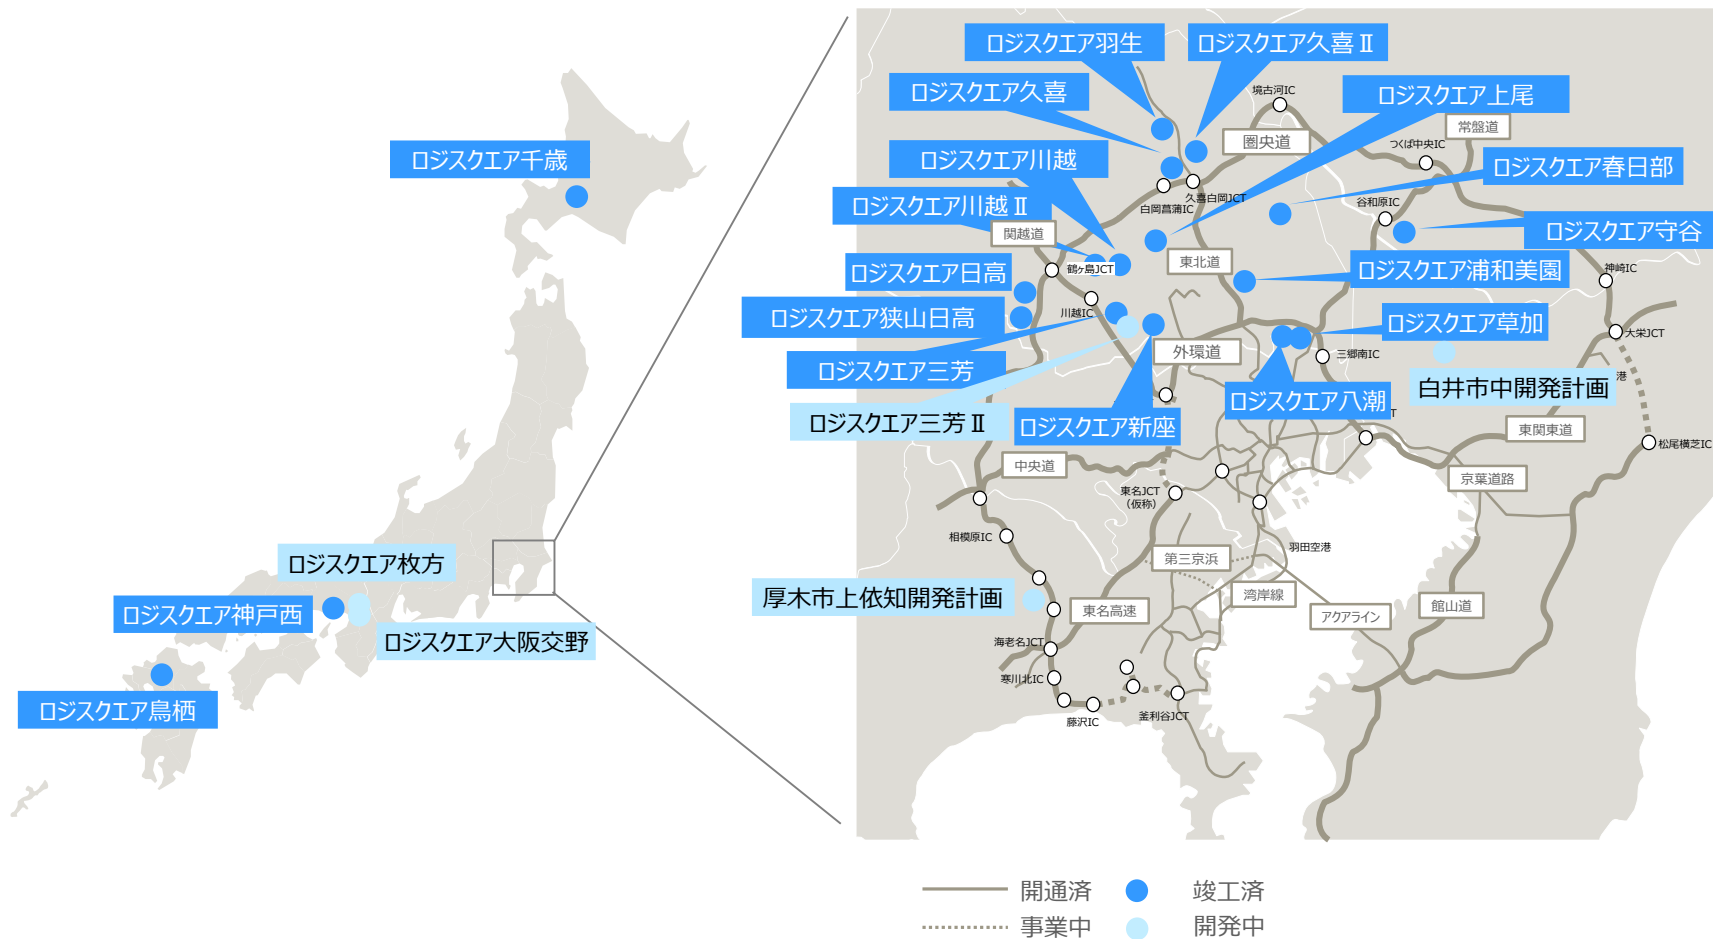 ロジスクエア千歳
ロジスクエア枚方
ロジスクエア神戸西
ロジスクエア大阪交野
ロジスクエア鳥栖
ロジスクエア羽生
ロジスクエア久喜Ⅱ
ロジスクエア久喜
ロジスクエア上尾
境古河IC
常盤道
圏央道
つくば中央IC
ロジスクエア川越
ロジスクエア春日部
久喜白岡JCT
白岡菖蒲IC
ロジスクエア川越Ⅱ
谷和原IC
関越道
ロジスクエア守谷
東北道
鶴ヶ島JCT
ロジスクエア日高
ロジスクエア浦和美園
神崎IC
川越IC
ロジスクエア狭山日高
ロジスクエア草加
大栄JCT
外環道
三郷南IC
ロジスクエア三芳
港
白井市中開発計画
ロジスクエア八潮
ロジスクエア三芳Ⅱ
ロジスクエア新座
東関東道
松尾横芝IC
中央道
京葉道路
東名JCT
(仮称)
相模原IC
羽田空港
第三京浜
厚木市上依知開発計画
湾岸線
東名高速
館山道
アクアライン
海老名JCT
寒川北IC
藤沢IC
釜利谷JCT
開通済
竣工済
事業中
開発中